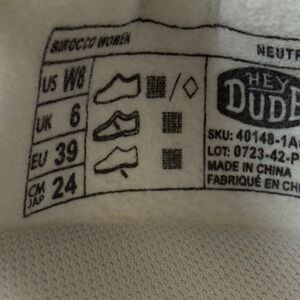 SIROCCO WOMEN
NEUTR
US W8
UK 6
EU 39
CM JAP 24
HEY
DUDE
SKU: 40148-1A
LOT: 0723-42-P
MADE IN CHINA
FABRIQUÉ EN CH